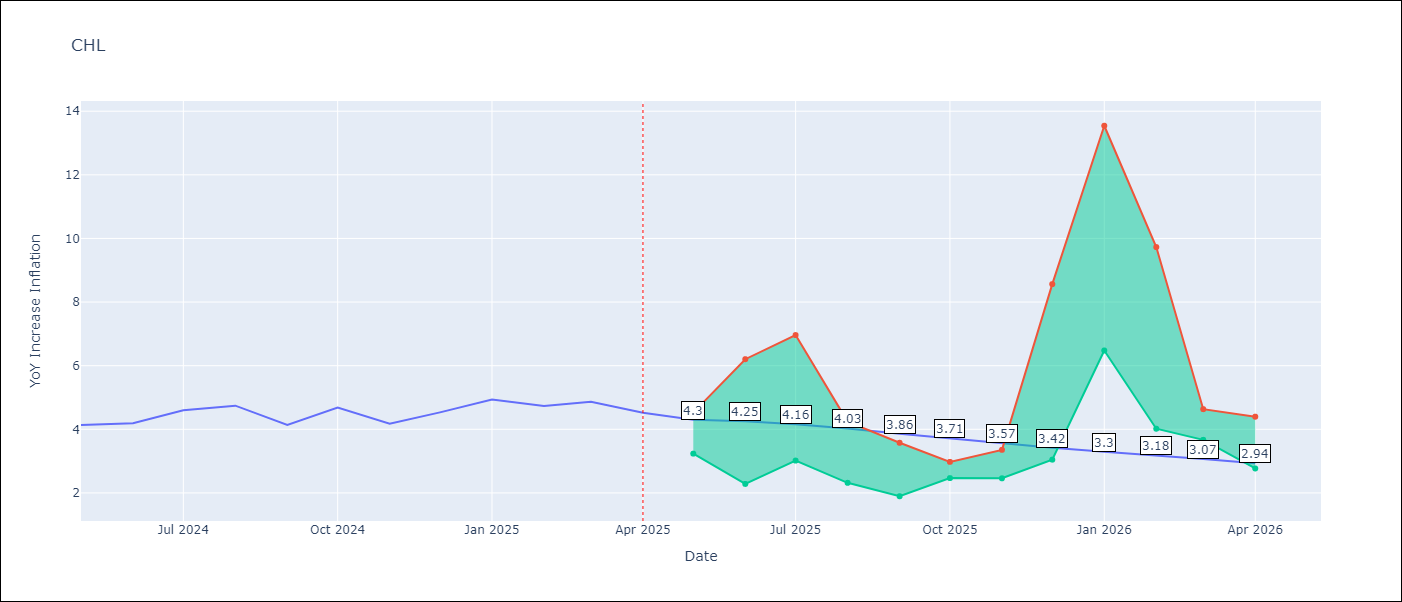 CHL
14
12
10
8
6
4
2
YoY Increase Inflation
4.3
4.25
4.16
4.03
3.86
3.71
3.57
3.42
3.3
3.18
3.07
2.94
Jul 2024
Oct 2024
Jan 2025
Apr 2025
Jul 2025
Oct 2025
Jan 2026
Apr 2026
Date